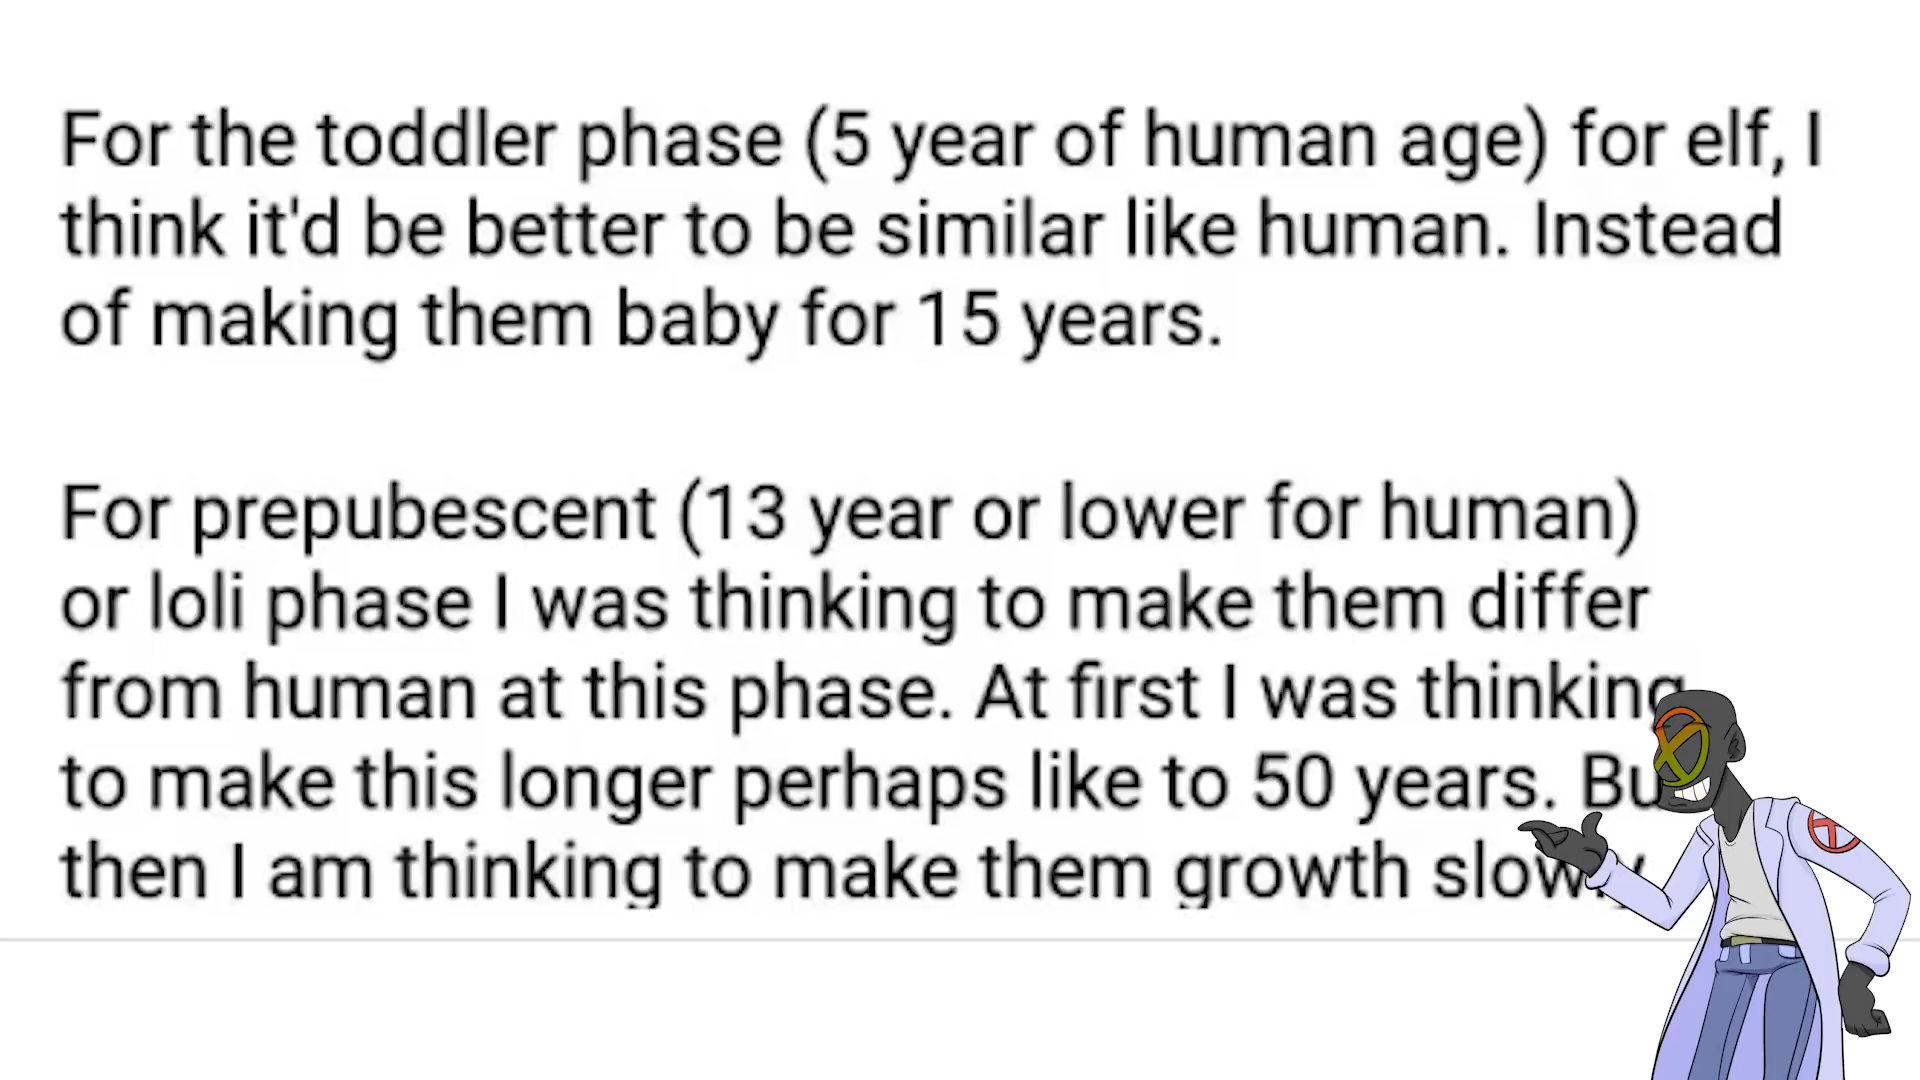 For the toddler phase (5 year of human age) for elf, I
think it'd be better to be similar like human. Instead
of making them baby for 15 years.
For prepubescent (13 year or lower for human)
or loli phase I was thinking to make them differ
from human at this phase. At first I was thinking
to make this longer perhaps like to 50 years. But
then I am thinking to make them growth slowly